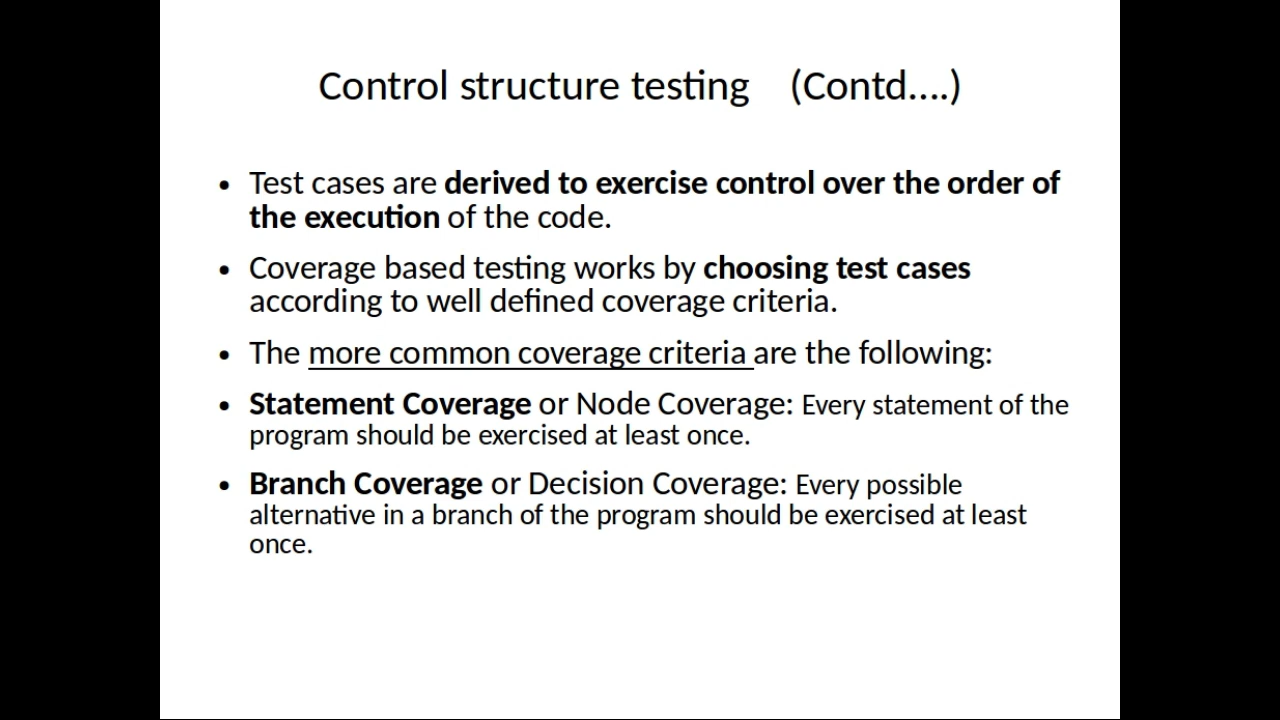 Control structure testing (Contd....)
• Test cases are derived to exercise control over the order of
the execution of the code.
• Coverage based testing works by choosing test cases
according to well defined coverage criteria.
• The more common coverage criteria are the following:
• Statement Coverage or Node Coverage: Every statement of the
program should be exercised at least once.
• Branch Coverage or Decision Coverage: Every possible
alternative in a branch of the program should be exercised at least
once.